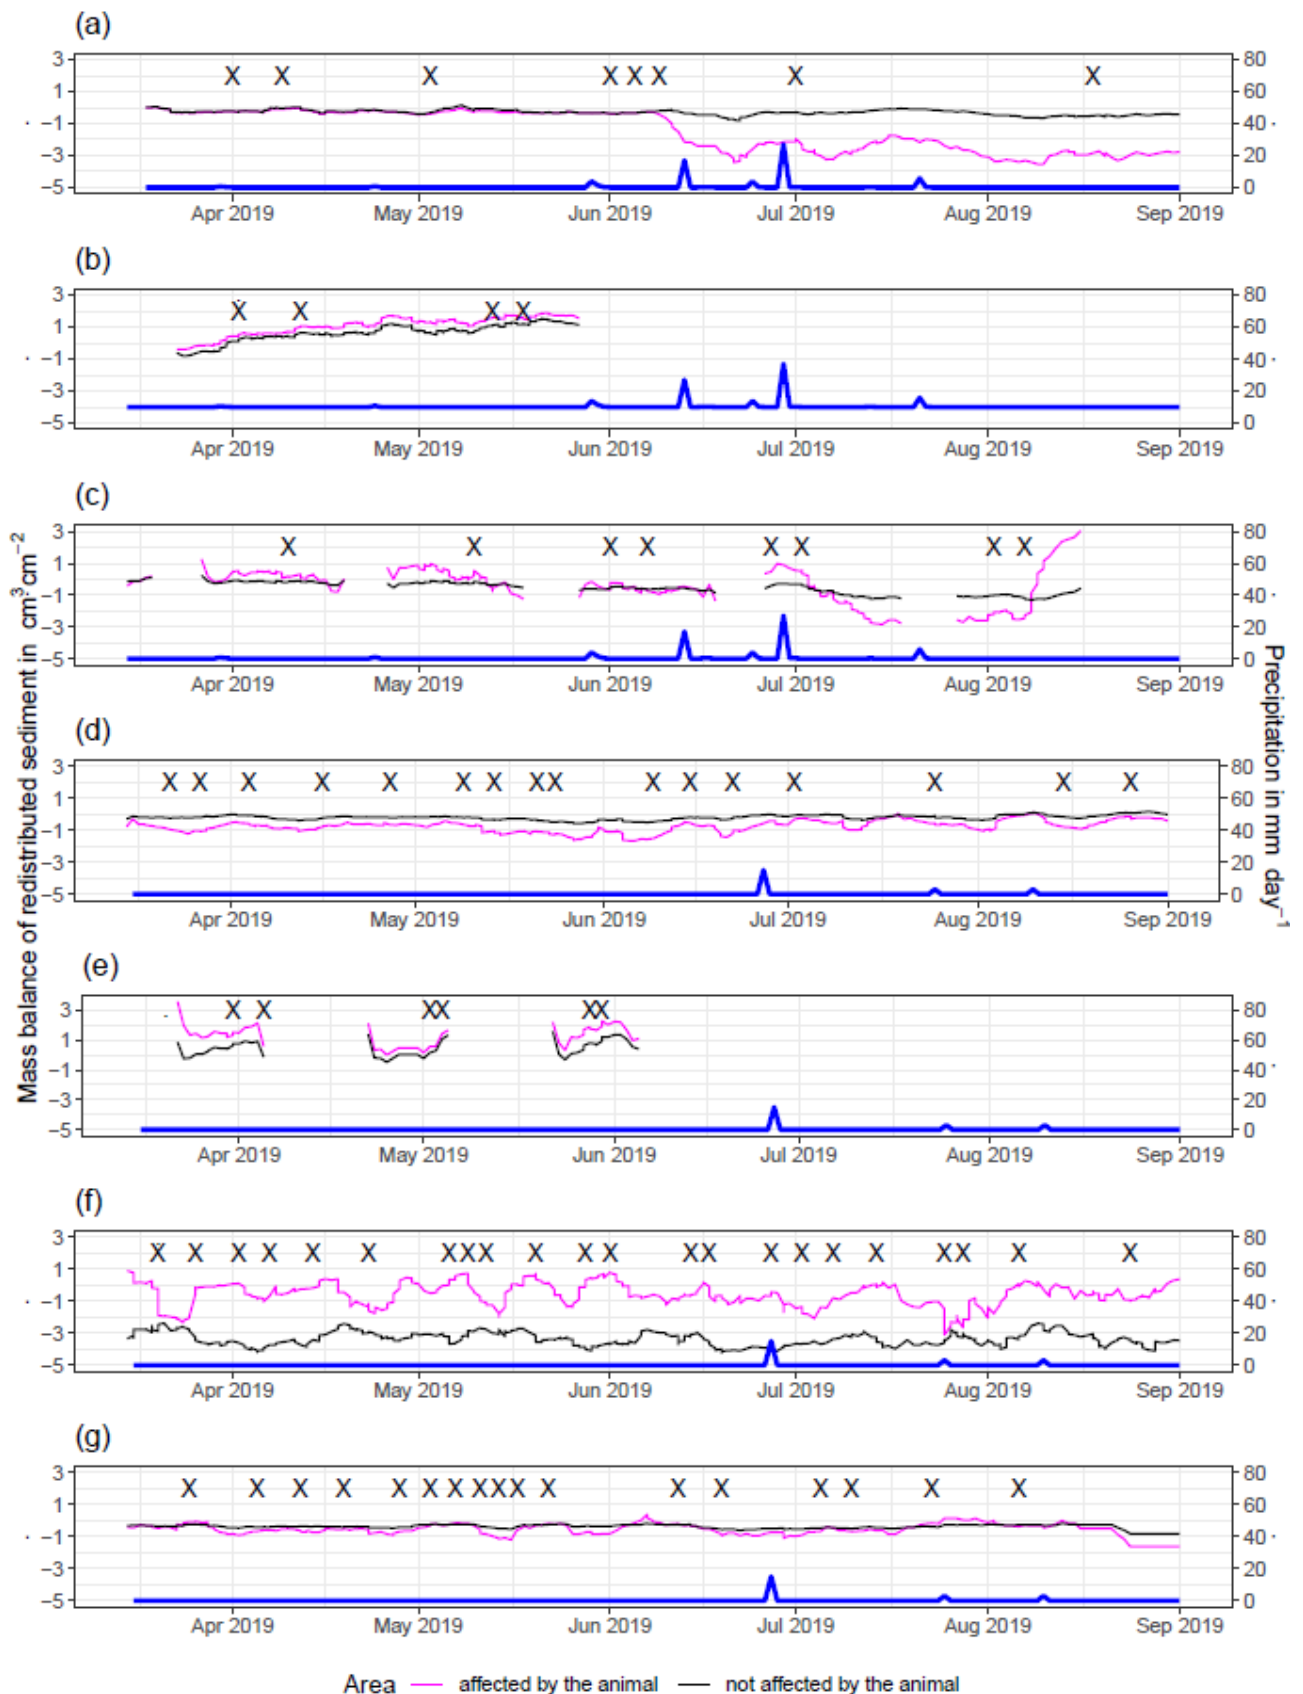 (a)
X X X X X X X X
3 1 −1 −3 −5
80 60 40 20 0
Apr 2019 May 2019 Jun 2019 Jul 2019 Aug 2019 Sep 2019
(b)
X X X X
3 1 −1 −3 −5
80 60 40 20 0
Apr 2019 May 2019 Jun 2019 Jul 2019 Aug 2019 Sep 2019
(c)
X X X X X X X X
3 1 −1 −3 −5
80 60 40 20 0
Apr 2019 May 2019 Jun 2019 Jul 2019 Aug 2019 Sep 2019
Mass balance of redistributed sediment in cm³ cm⁻²
Precipitation in mm day⁻¹
(d)
X X X X X X X X X X X X X X X X
3 1 −1 −3 −5
80 60 40 20 0
Apr 2019 May 2019 Jun 2019 Jul 2019 Aug 2019 Sep 2019
(e)
X X X X X X
3 1 −1 −3 −5
80 60 40 20 0
Apr 2019 May 2019 Jun 2019 Jul 2019 Aug 2019 Sep 2019
(f)
X X X X X X X X X X X X X X X X X X X X X X
3 1 −1 −3 −5
80 60 40 20 0
Apr 2019 May 2019 Jun 2019 Jul 2019 Aug 2019 Sep 2019
(g)
X X X X X X X X X X X X X X X X X
3 1 −1 −3 −5
80 60 40 20 0
Apr 2019 May 2019 Jun 2019 Jul 2019 Aug 2019 Sep 2019
Area affected by the animal not affected by the animal